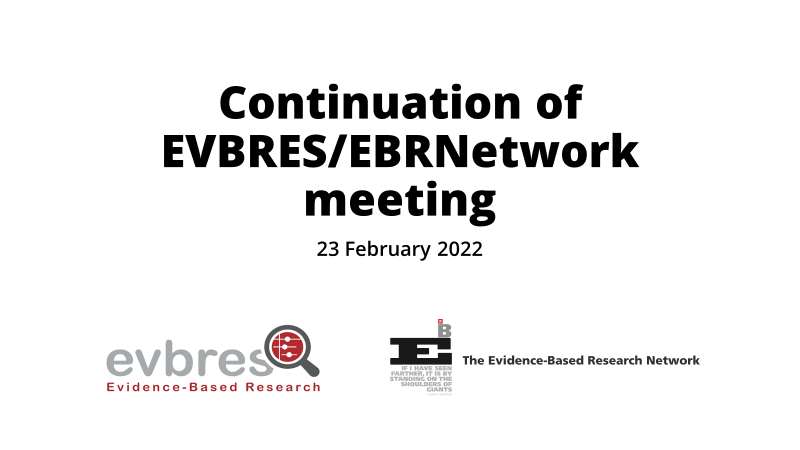 Continuation of
EVBRES/EBRNetwork
meeting
23 February 2022
evbres
Evidence-Based Research
B
E
IF I HAVE SEEN
FARTHER, IT IS BY
STANDING ON THE
SHOULDERS OF
GIANTS
The Evidence-Based Research Network